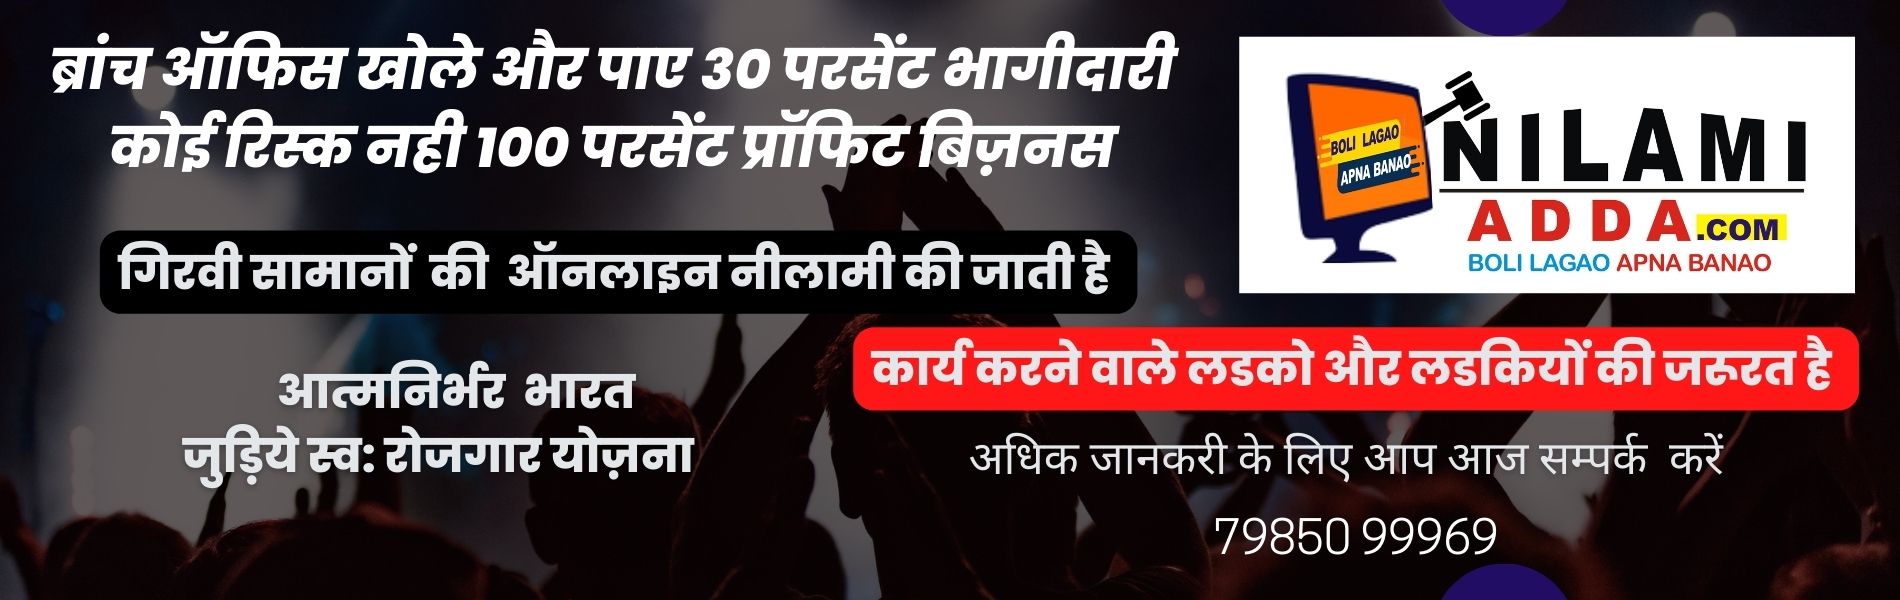 ब्रांच ऑफिस खोले और पाए 30 परसेंट भागीदारी
कोई रिस्क नही 100 परसेंट प्रॉफिट बिज़नस
गिरवी सामानों की ऑनलाइन नीलामी की जाती है
आत्मनिर्भर भारत
जुड़िये स्व: रोजगार योज़ना
BOLI LAGAO
APNA BANAO
NILAMI
ADDA.COM
BOLI LAGAO APNA BANAO
कार्य करने वाले लडको और लडकियों की जरूरत है
अधिक जानकरी के लिए आप आज सम्पर्क करें
79850 99969